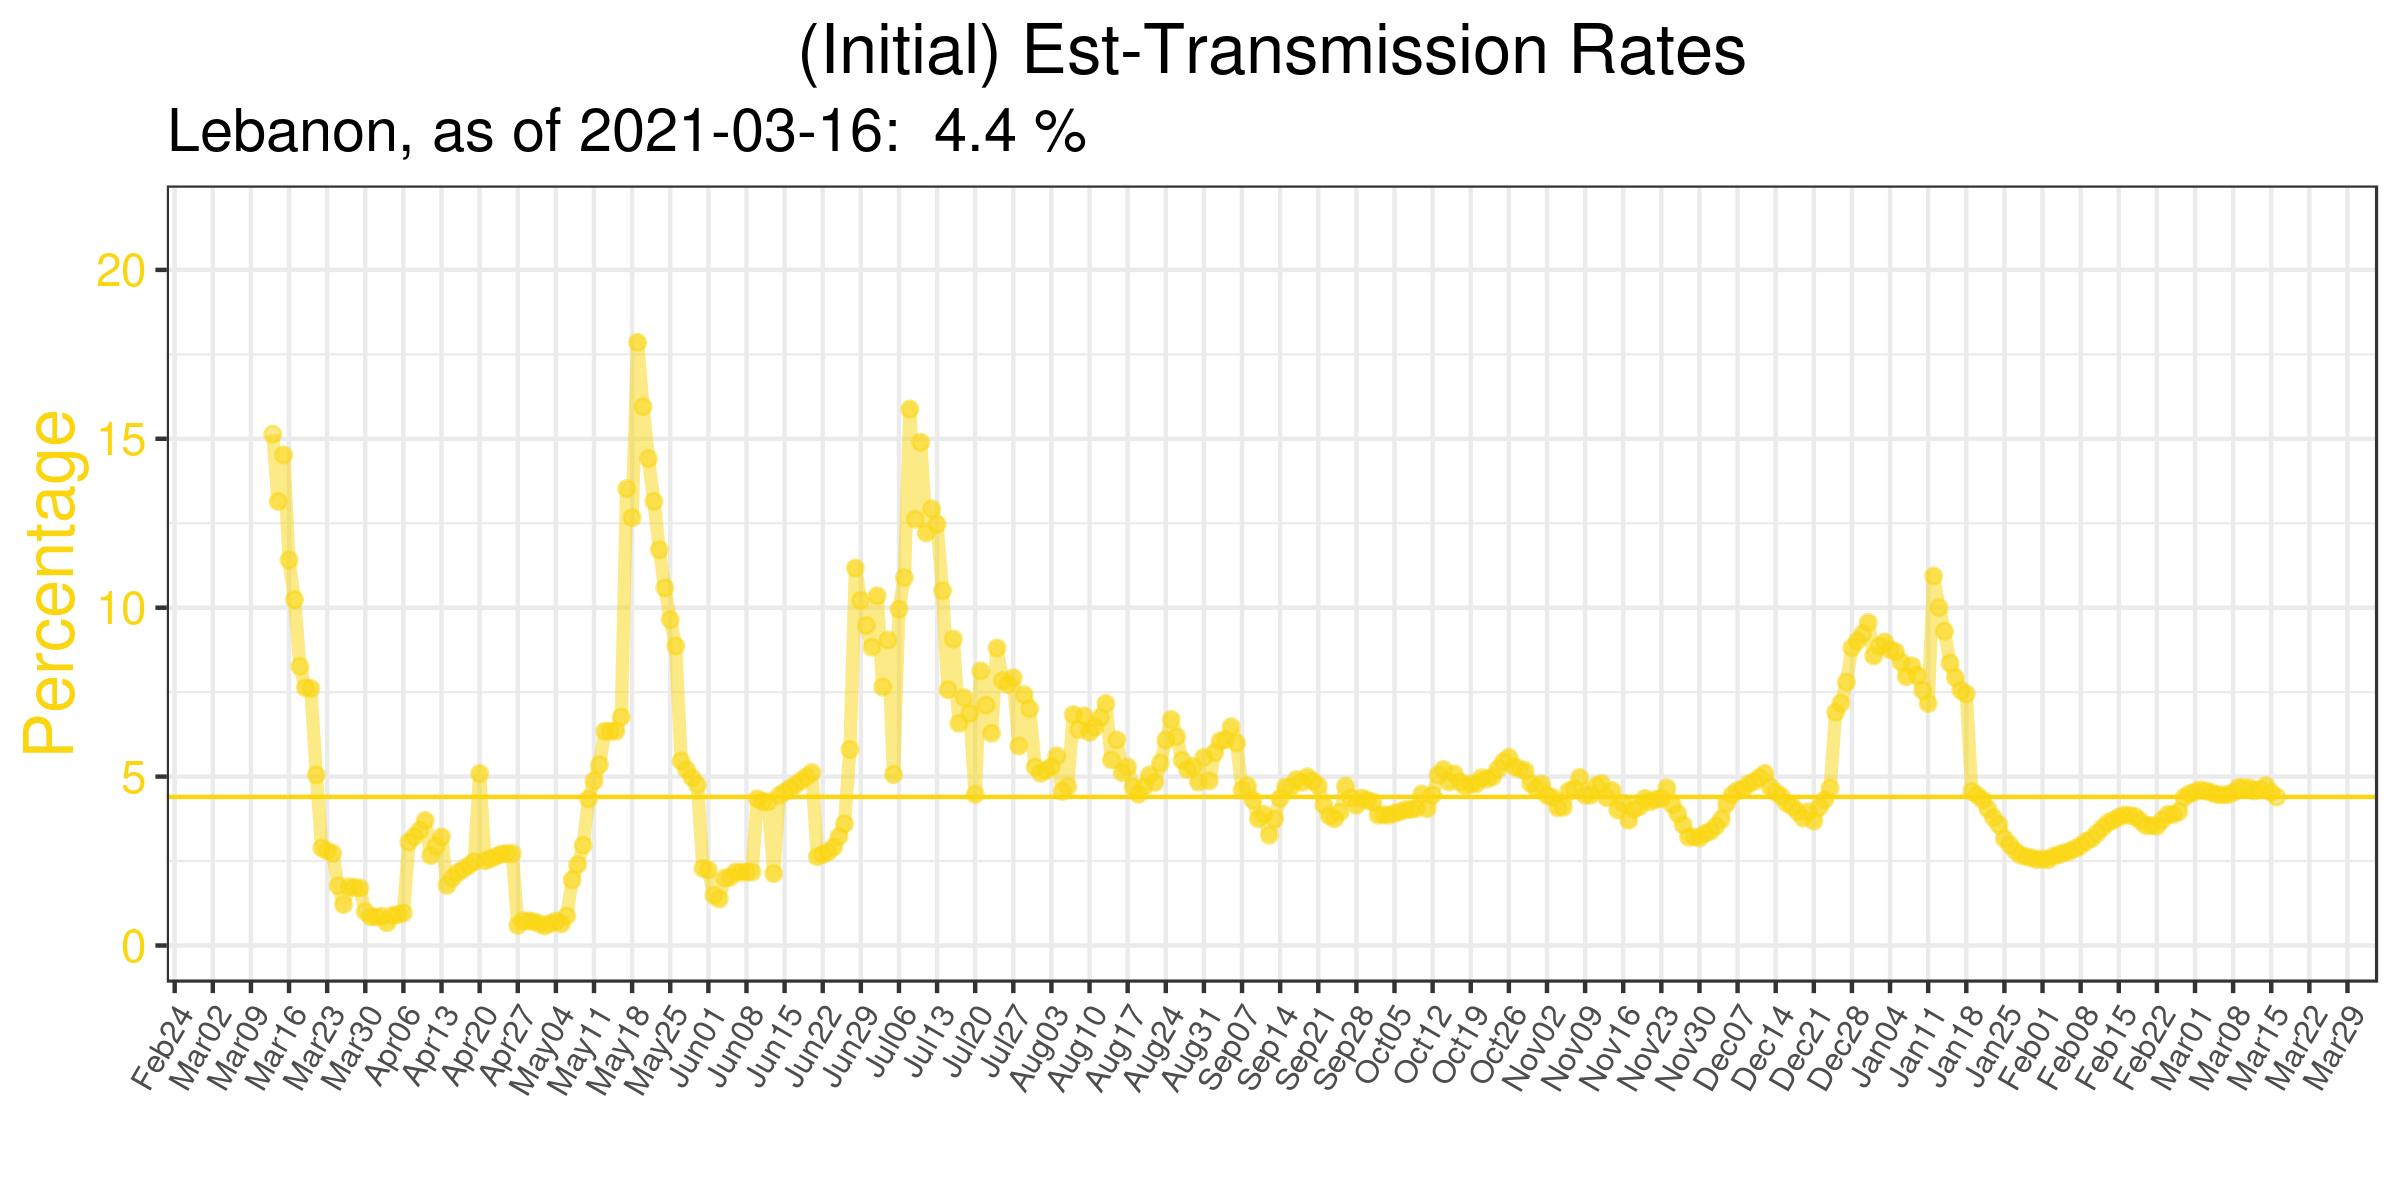 (Initial) Est-Transmission Rates
Lebanon, as of 2021-03-16:  4.4 %
Percentage
20
15
10
5
0
Feb24
Mar02
Mar09
Mar16
Mar23
Mar30
Apr06
Apr13
Apr20
Apr27
May04
May11
May18
May25
Jun01
Jun08
Jun15
Jun22
Jun29
Jul06
Jul13
Jul20
Jul27
Aug03
Aug10
Aug17
Aug24
Aug31
Sep07
Sep14
Sep21
Sep28
Oct05
Oct12
Oct19
Oct26
Nov02
Nov09
Nov16
Nov23
Nov30
Dec07
Dec14
Dec21
Dec28
Jan04
Jan11
Jan18
Jan25
Feb01
Feb08
Feb15
Feb22
Mar01
Mar08
Mar15
Mar22
Mar29